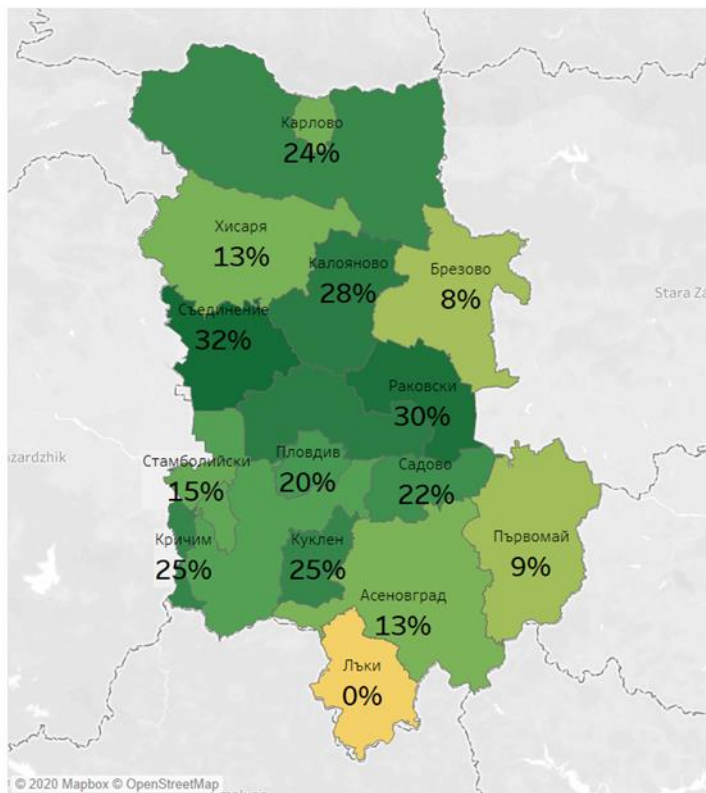 Карлово
24%
Хисаря
13%
Калояново
28%
Брезово
8%
Stara Za
Съединение
32%
Раковски
30%
azardzhik
Стамболийски
15%
Пловдив
20%
Садово
22%
Първомай
9%
Кричим
25%
Куклен
25%
Асеновград
13%
Лъки
0%
© 2020 Mapbox © OpenStreetMap